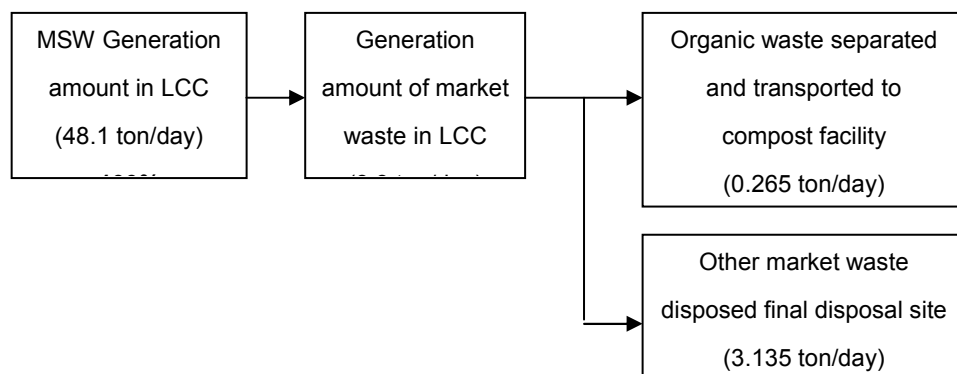 MSW Generation
amount in LCC
(48.1 ton/day)
Generation
amount of market
waste in LCC
Organic waste separated
and transported to
compost facility
(0.265 ton/day)
Other market waste
disposed final disposal site
(3.135 ton/day)